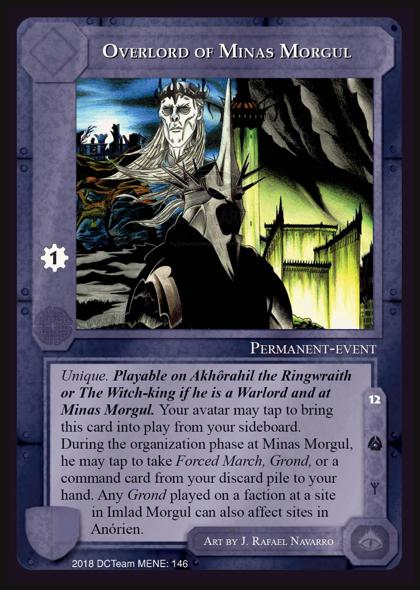 Overlord of Minas Morgul
1
Permanent-event
Unique. Playable on Akhôrahil the Ringwraith
or The Witch-king if he is a Warlord and at
Minas Morgul. Your avatar may tap to bring
this card into play from your sideboard.
During the organization phase at Minas Morgul,
he may tap to take Forced March, Grond, or a
command card from your discard pile to your
hand. Any Grond played on a faction at a site
in Imlad Morgul can also affect sites in
Anórien.
12
Art by J. Rafael Navarro
2018 DCTeam MENE: 146